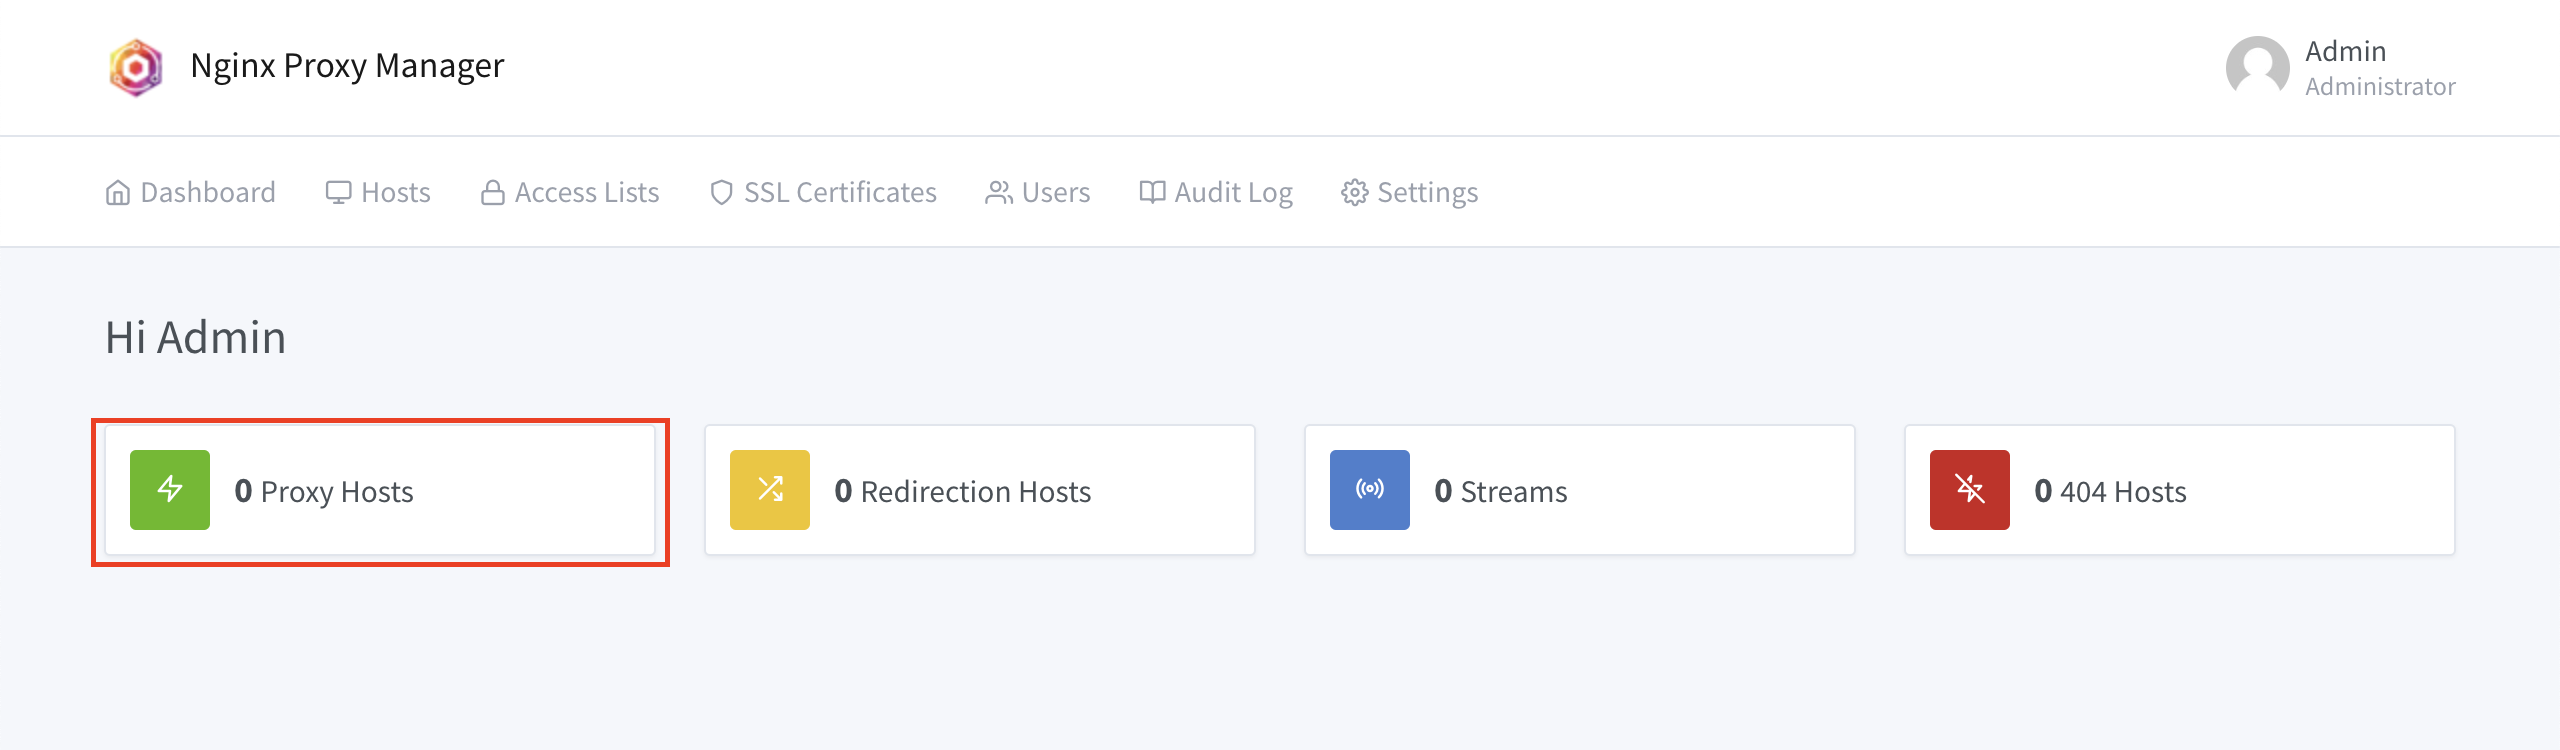 Nginx Proxy Manager
Admin
Administrator
Dashboard
Hosts
Access Lists
SSL Certificates
Users
Audit Log
Settings
Hi Admin
0 Proxy Hosts
0 Redirection Hosts
0 Streams
0 404 Hosts